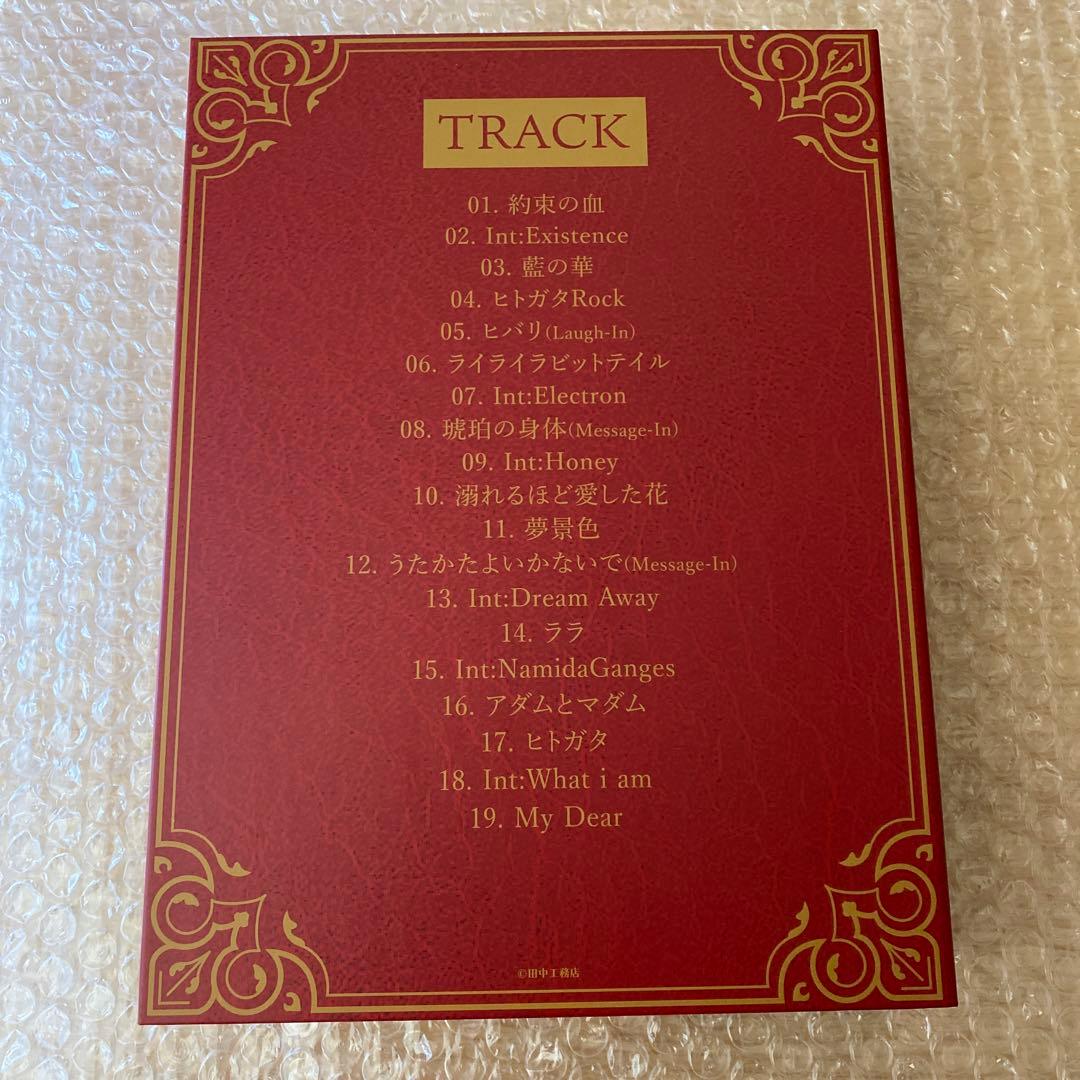 TRACK
01. 約束の血
02. Int:Existence
03. 藍の華
04. ヒトガタRock
05. ヒバリ(Laugh-In)
06. ライライラビットテイル
07. Int:Electron
08. 琥珀の身体(Message-In)
09. Int:Honey
10. 溺れるほど愛した花
11. 夢景色
12. うたかたよいかないで(Message-In)
13. Int:Dream Away
14. ララ
15. Int:NamidaGanges
16. アダムとマダム
17. ヒトガタ
18. Int:What i am
19. My Dear
©田中工務店